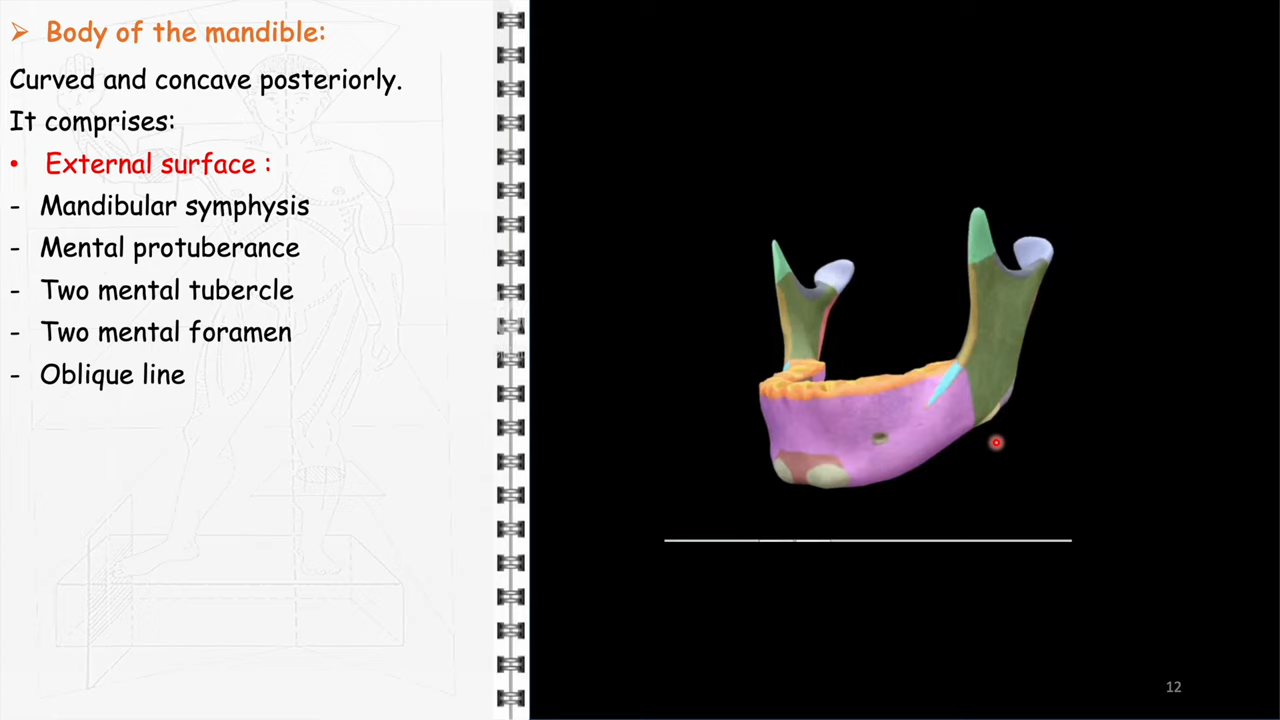 ➢ Body of the mandible:
Curved and concave posteriorly.
It comprises:
• External surface :
- Mandibular symphysis
- Mental protuberance
- Two mental tubercle
- Two mental foramen
- Oblique line
12